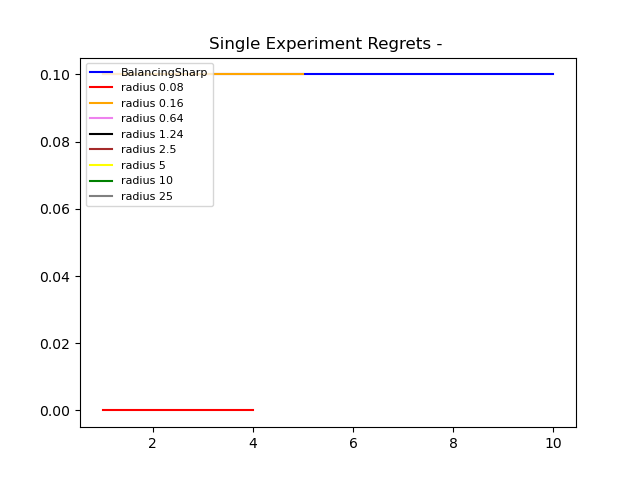 Single Experiment Regrets -
0.10
0.08
0.06
0.04
0.02
0.00
BalancingSharp
radius 0.08
radius 0.16
radius 0.64
radius 1.24
radius 2.5
radius 5
radius 10
radius 25
2 4 6 8 10